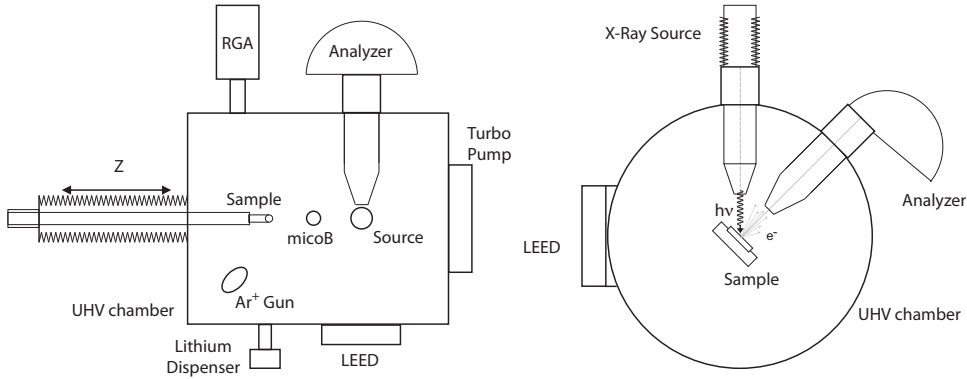 RGA
Analyzer
Turbo
Pump
Z
Sample
micoB
Source
Ar+ Gun
UHV chamber
Lithium
Dispenser
LEED
X-Ray Source
Analyzer
hν
e-
LEED
Sample
UHV chamber